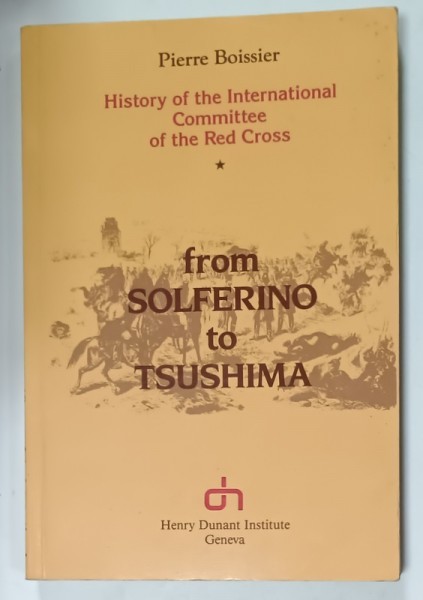 Pierre Boissier
History of the International
Committee
of the Red Cross
from
SOLFERINO
to
TSUSHIMA
dh
Henry Dunant Institute
Geneva